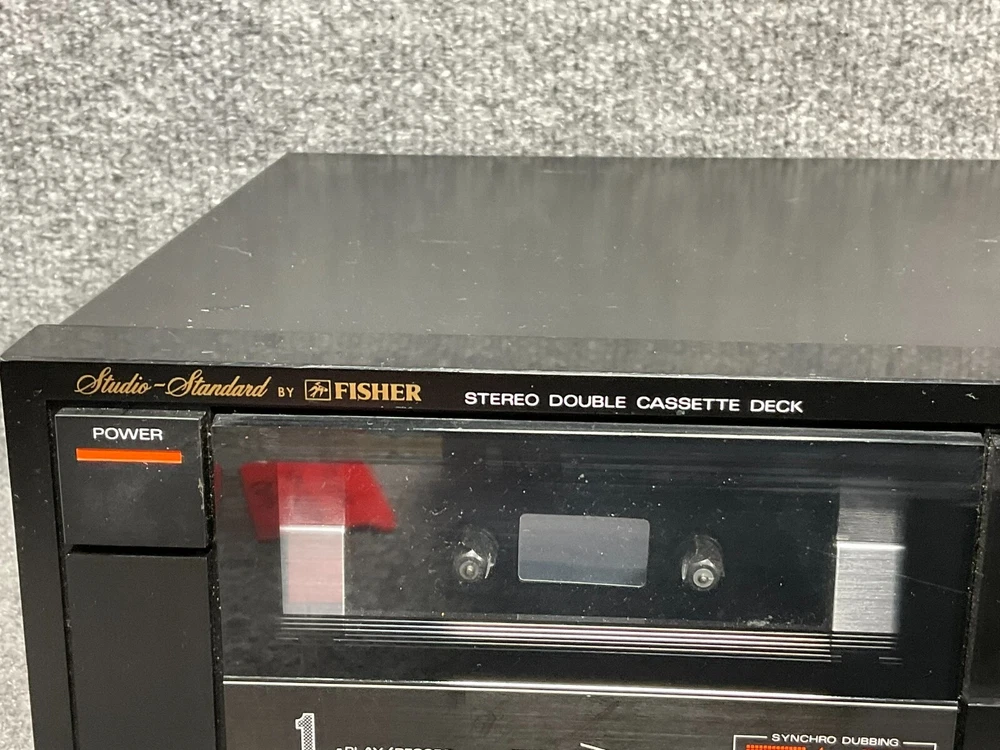 Studio-Standard BY FISHER STEREO DOUBLE CASSETTE DECK
POWER
1
SYNCHRO DUBBING